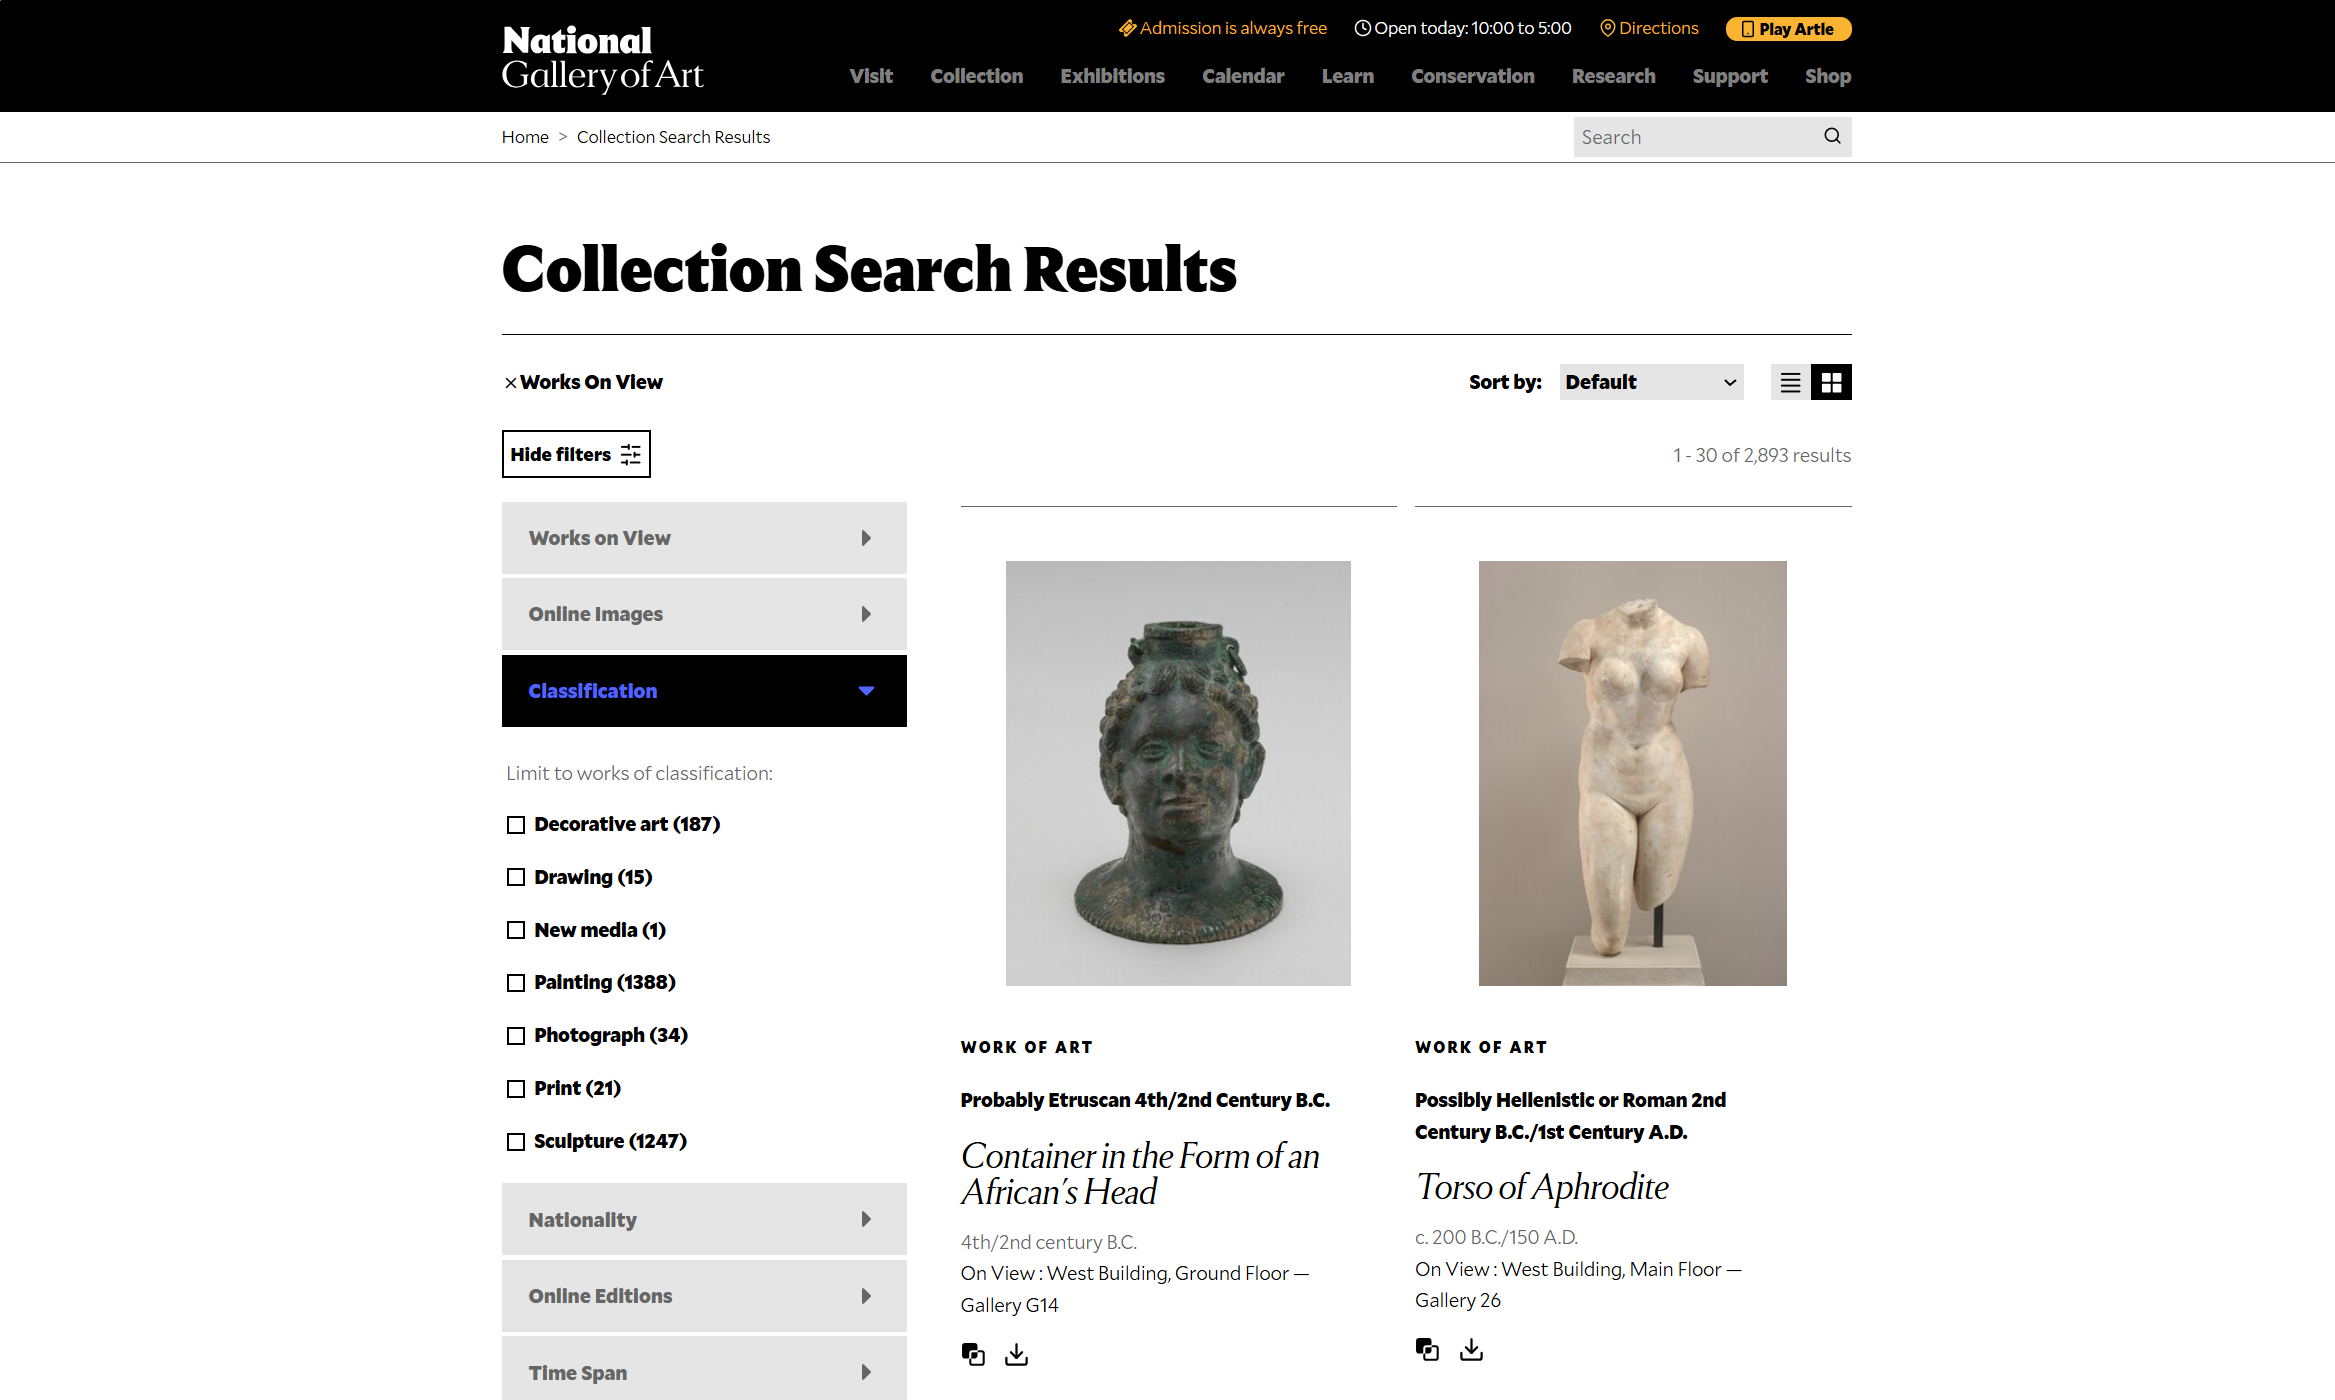 National
Gallery of Art
Admission is always free
Open today: 10:00 to 5:00
Directions
Play Artle
Visit
Collection
Exhibitions
Calendar
Learn
Conservation
Research
Support
Shop
Home > Collection Search Results
Search
Collection Search Results
×Works On View
Sort by:
Default
Hide filters
1 - 30 of 2,893 results
Works on View
Online Images
Classification
Limit to works of classification:
Decorative art (187)
Drawing (15)
New media (1)
Painting (1388)
Photograph (34)
Print (21)
Sculpture (1247)
Nationality
Online Editions
Time Span
WORK OF ART
Probably Etruscan 4th/2nd Century B.C.
Container in the Form of an
African's Head
4th/2nd century B.C.
On View : West Building, Ground Floor —
Gallery G14
WORK OF ART
Possibly Hellenistic or Roman 2nd
Century B.C./1st Century A.D.
Torso of Aphrodite
c. 200 B.C./150 A.D.
On View : West Building, Main Floor —
Gallery 26